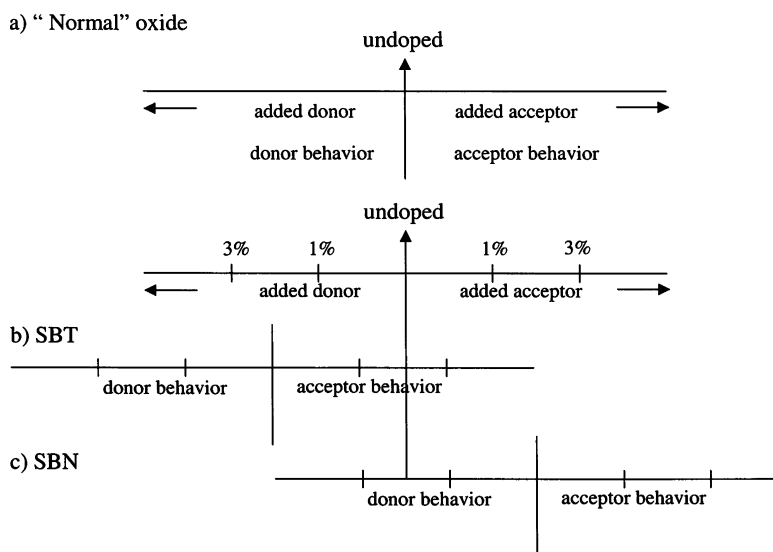 a) “ Normal” oxide
undoped
added donor added acceptor
donor behavior acceptor behavior
undoped
3% 1% 1% 3%
added donor added acceptor
b) SBT
donor behavior acceptor behavior
c) SBN
donor behavior acceptor behavior